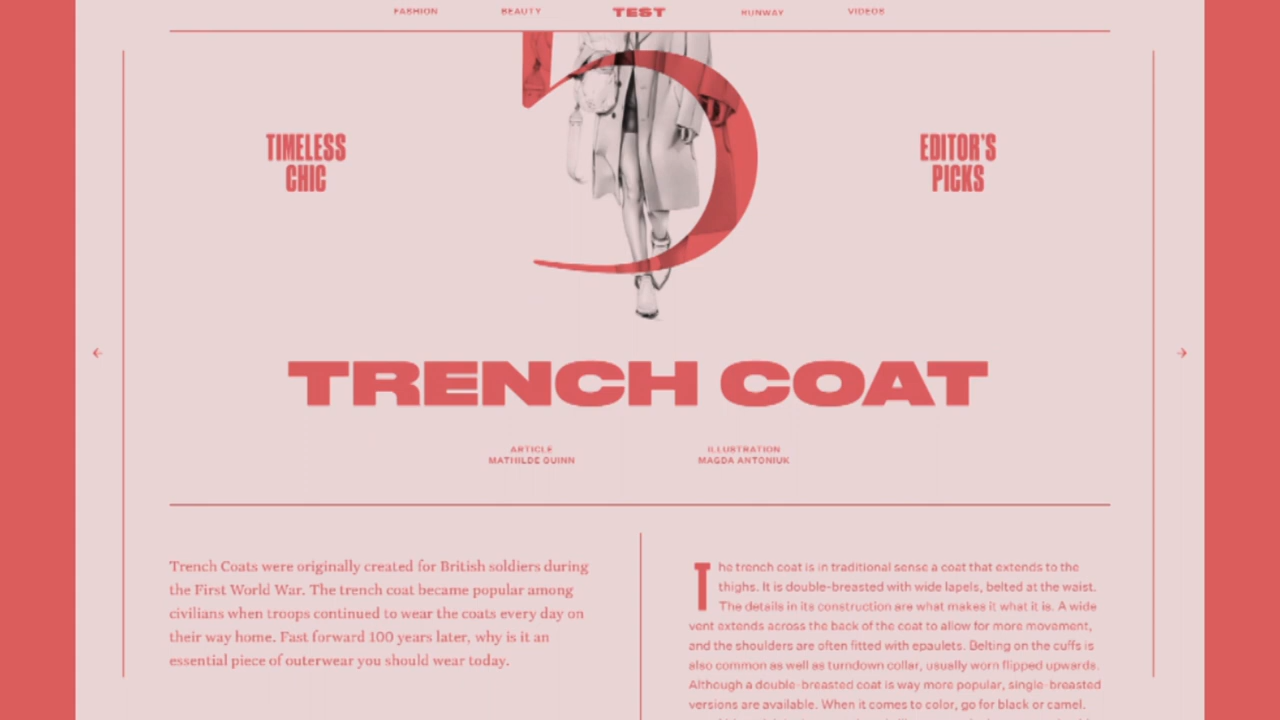 FASHION
BEAUTY
TEST
RUNWAY
VIDEOS
5
TIMELESS
CHIC
EDITOR'S
PICKS
TRENCH COAT
ARTICLE
MATHILDE QUINN
ILLUSTRATION
MAGDA ANTONIUK
Trench Coats were originally created for British soldiers during
the First World War. The trench coat became popular among
civilians when troops continued to wear the coats every day on
their way home. Fast forward 100 years later, why is it an
essential piece of outerwear you should wear today.
The trench coat is in traditional sense a coat that extends to the
thighs. It is double-breasted with wide lapels, belted at the waist.
The details in its construction are what makes it what it is. A wide
vent extends across the back of the coat to allow for more movement,
and the shoulders are often fitted with epaulets. Belting on the cuffs is
also common as well as turndown collar, usually worn flipped upwards.
Although a double-breasted coat is way more popular, single-breasted
versions are available. When it comes to color, go for black or camel.